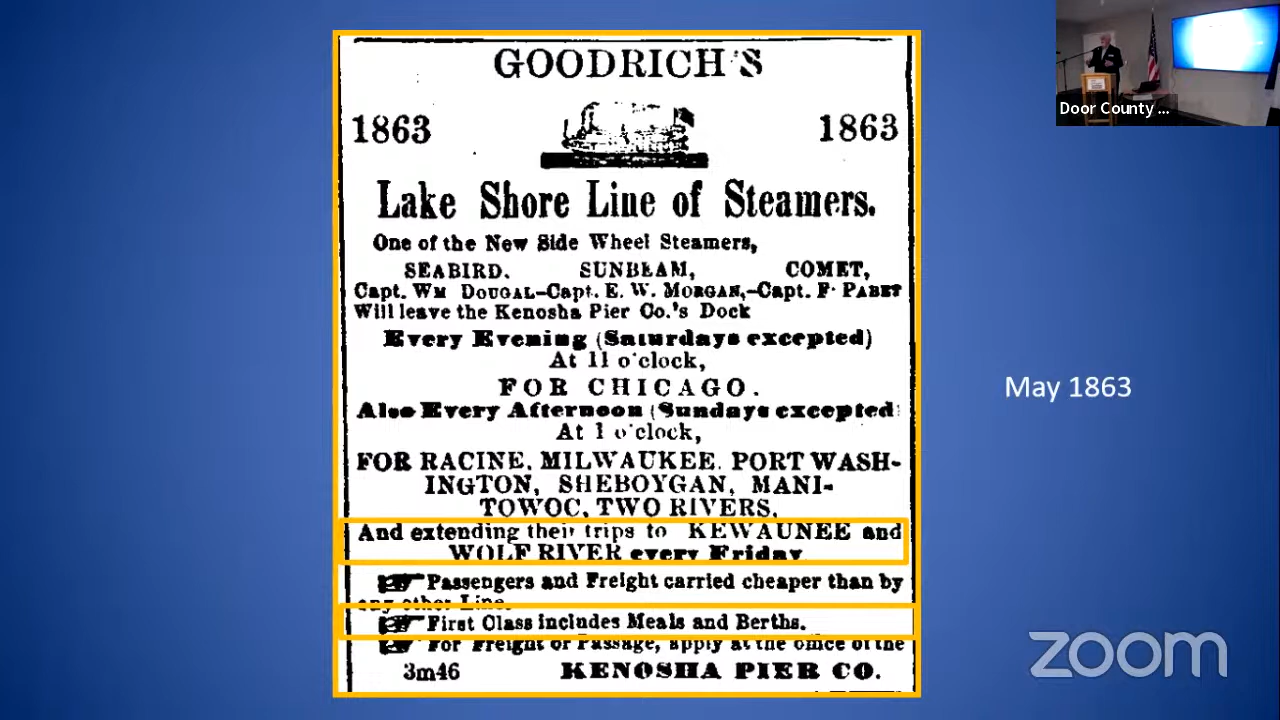 GOODRICH'S
1863 1863
Lake Shore Line of Steamers.
One of the New Side Wheel Steamers,
SEABIRD. SUNBEAM, COMET,
Capt. WM DOUGAL-Capt. E. W. MORGAN,-Capt. F. PABST
Will leave the Kenosha Pier Co.'s Dock
Every Evening (Saturdays excepted)
At 11 o'clock,
FOR CHICAGO.
Also Every Afternoon (Sundays excepted)
At 1 o'clock,
FOR RACINE. MILWAUKEE. PORT WASH-
INGTON, SHEBOYGAN, MANI-
TOWOC, TWO RIVERS.
And extending their trips to KEWAUNEE and
WOLF RIVER every Friday
Passengers and Freight carried cheaper than by
any other Line.
First Class includes Meals and Berths.
For Freight or Passage, apply at the office of the
3m46 KENOSHA PIER CO.
May 1863
Door County ...
zoom